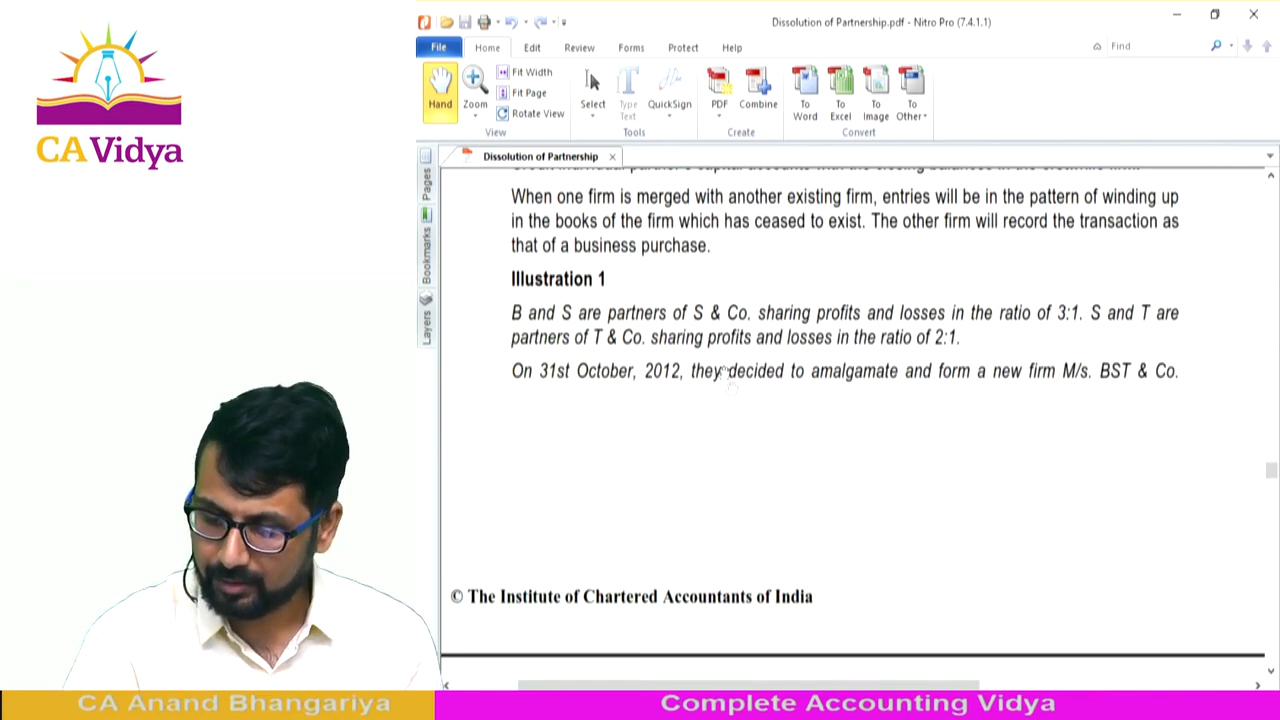 Dissolution of Partnership.pdf - Nitro Pro (7.4.1.1)
File
Home
Edit
Review
Forms
Protect
Help
Find
Hand
Zoom
Fit Width
Fit Page
Rotate View
View
Select
Type Text
QuickSign
Tools
PDF
Combine
Create
To Word
To Excel
To Image
To Other
Convert
CA Vidya
Dissolution of Partnership
Pages
Bookmarks
Layers
When one firm is merged with another existing firm, entries will be in the pattern of winding up
in the books of the firm which has ceased to exist. The other firm will record the transaction as
that of a business purchase.
Illustration 1
B and S are partners of S & Co. sharing profits and losses in the ratio of 3:1. S and T are
partners of T & Co. sharing profits and losses in the ratio of 2:1.
On 31st October, 2012, they decided to amalgamate and form a new firm M/s. BST & Co.
© The Institute of Chartered Accountants of India
CA Anand Bhangariya
Complete Accounting Vidya